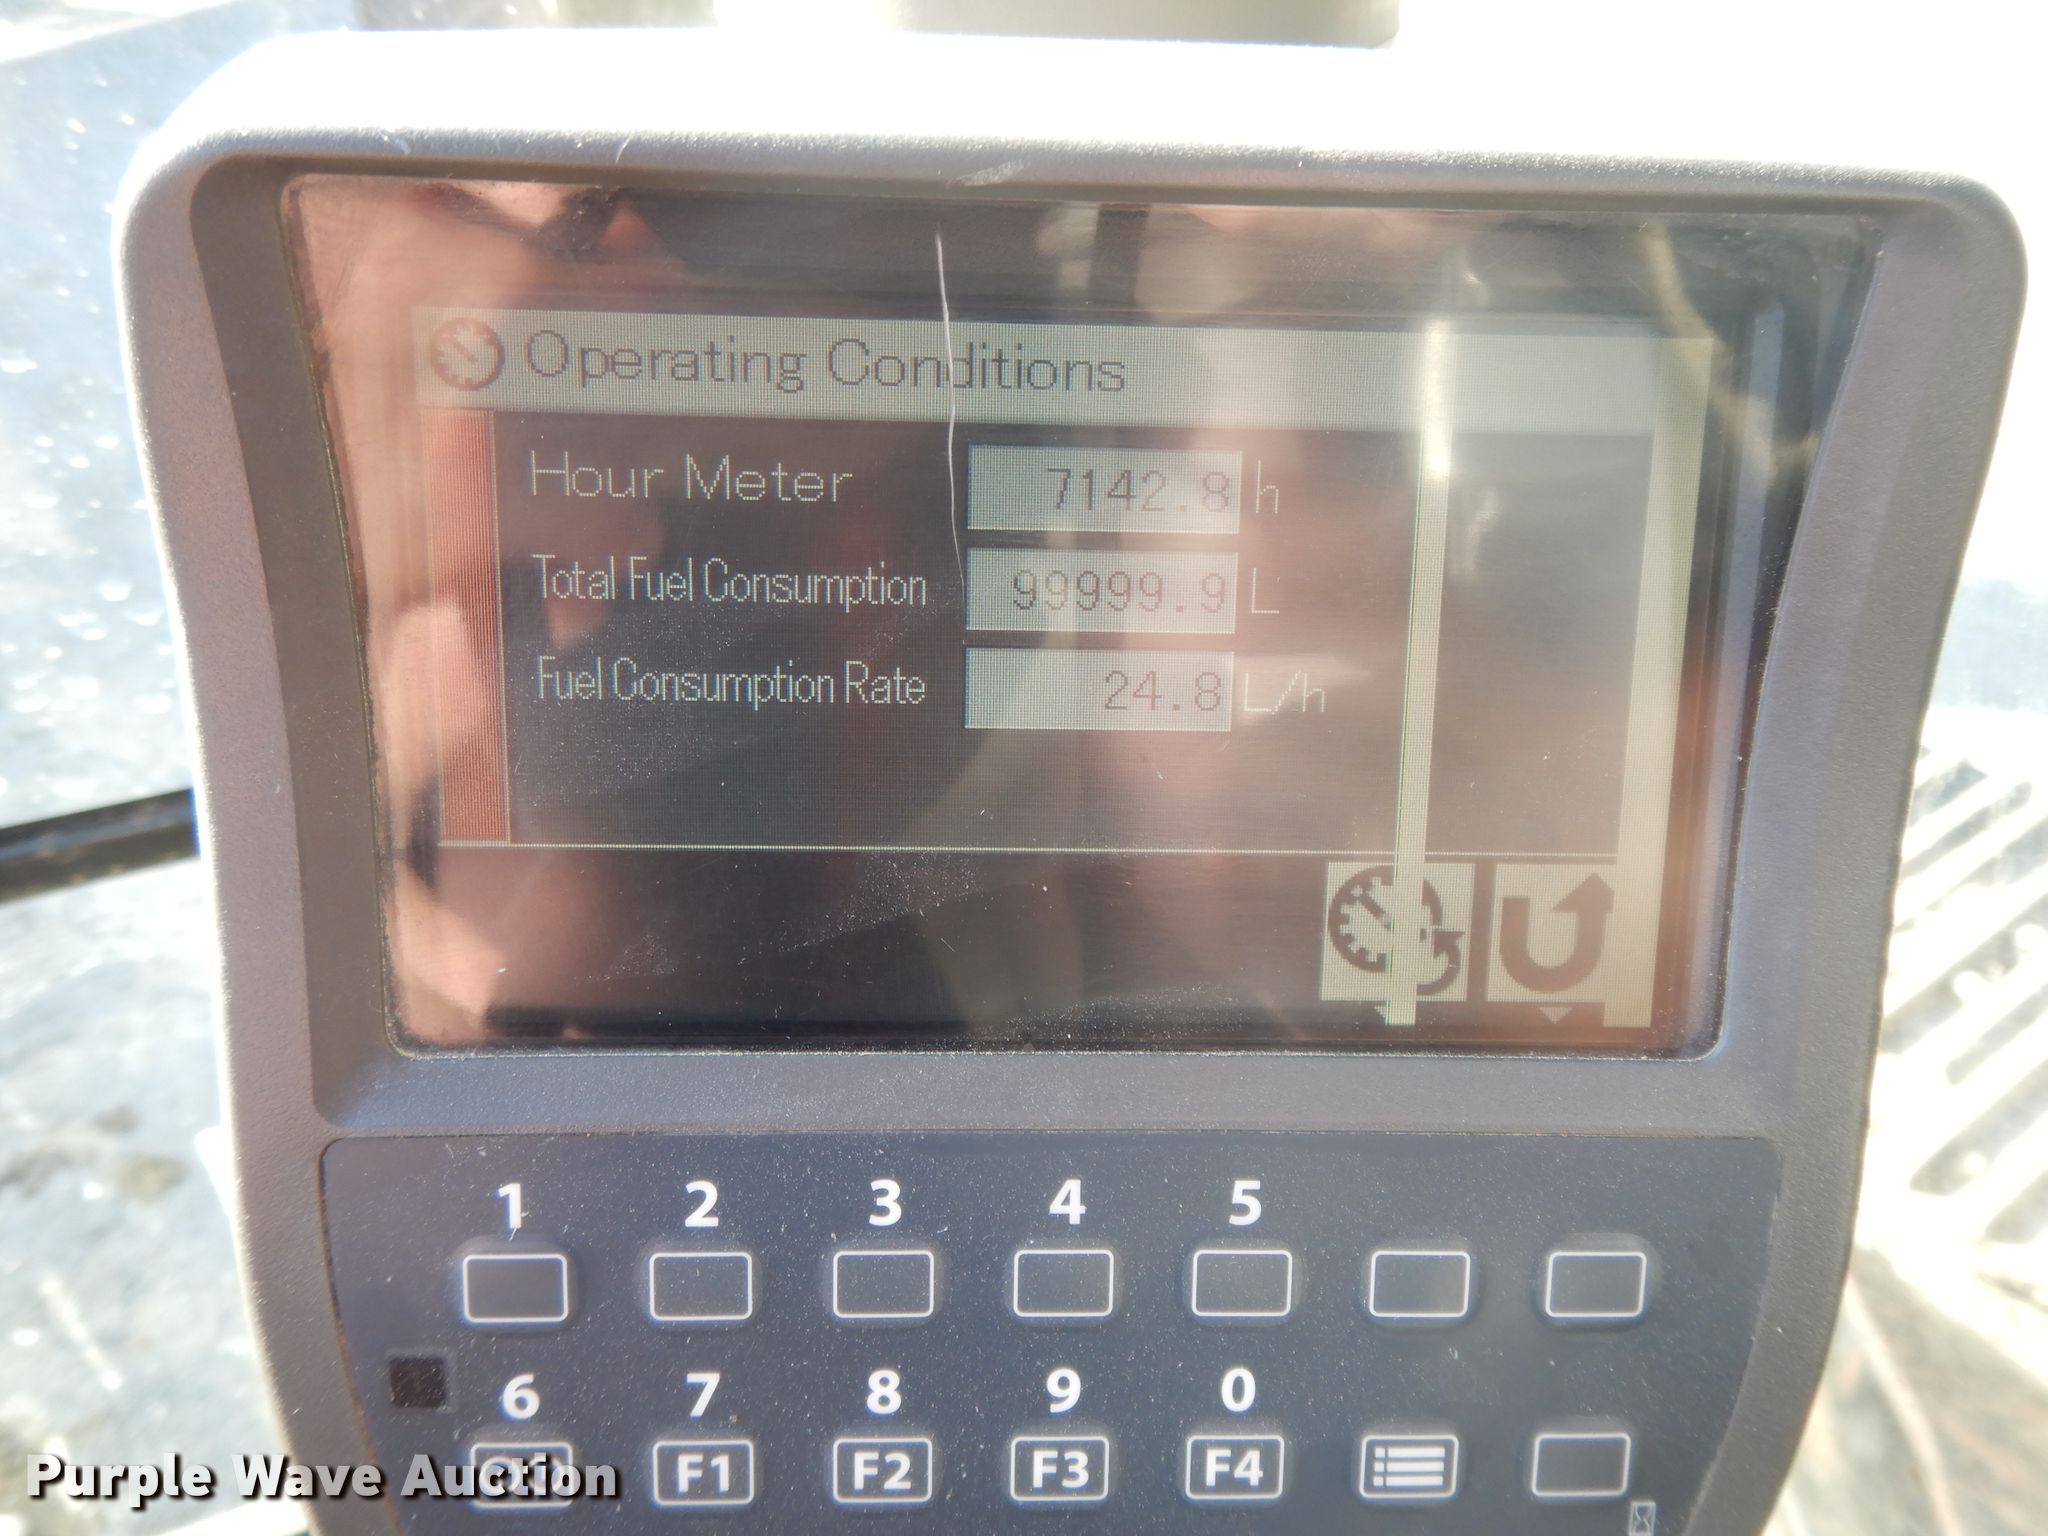 Operating Conditions
Hour Meter 7142.8 h
Total Fuel Consumption 99999.9 L
Fuel Consumption Rate 24.8 L/h
1 2 3 4 5
6 7 8 9 0
F1 F2 F3 F4
Purple Wave Auction